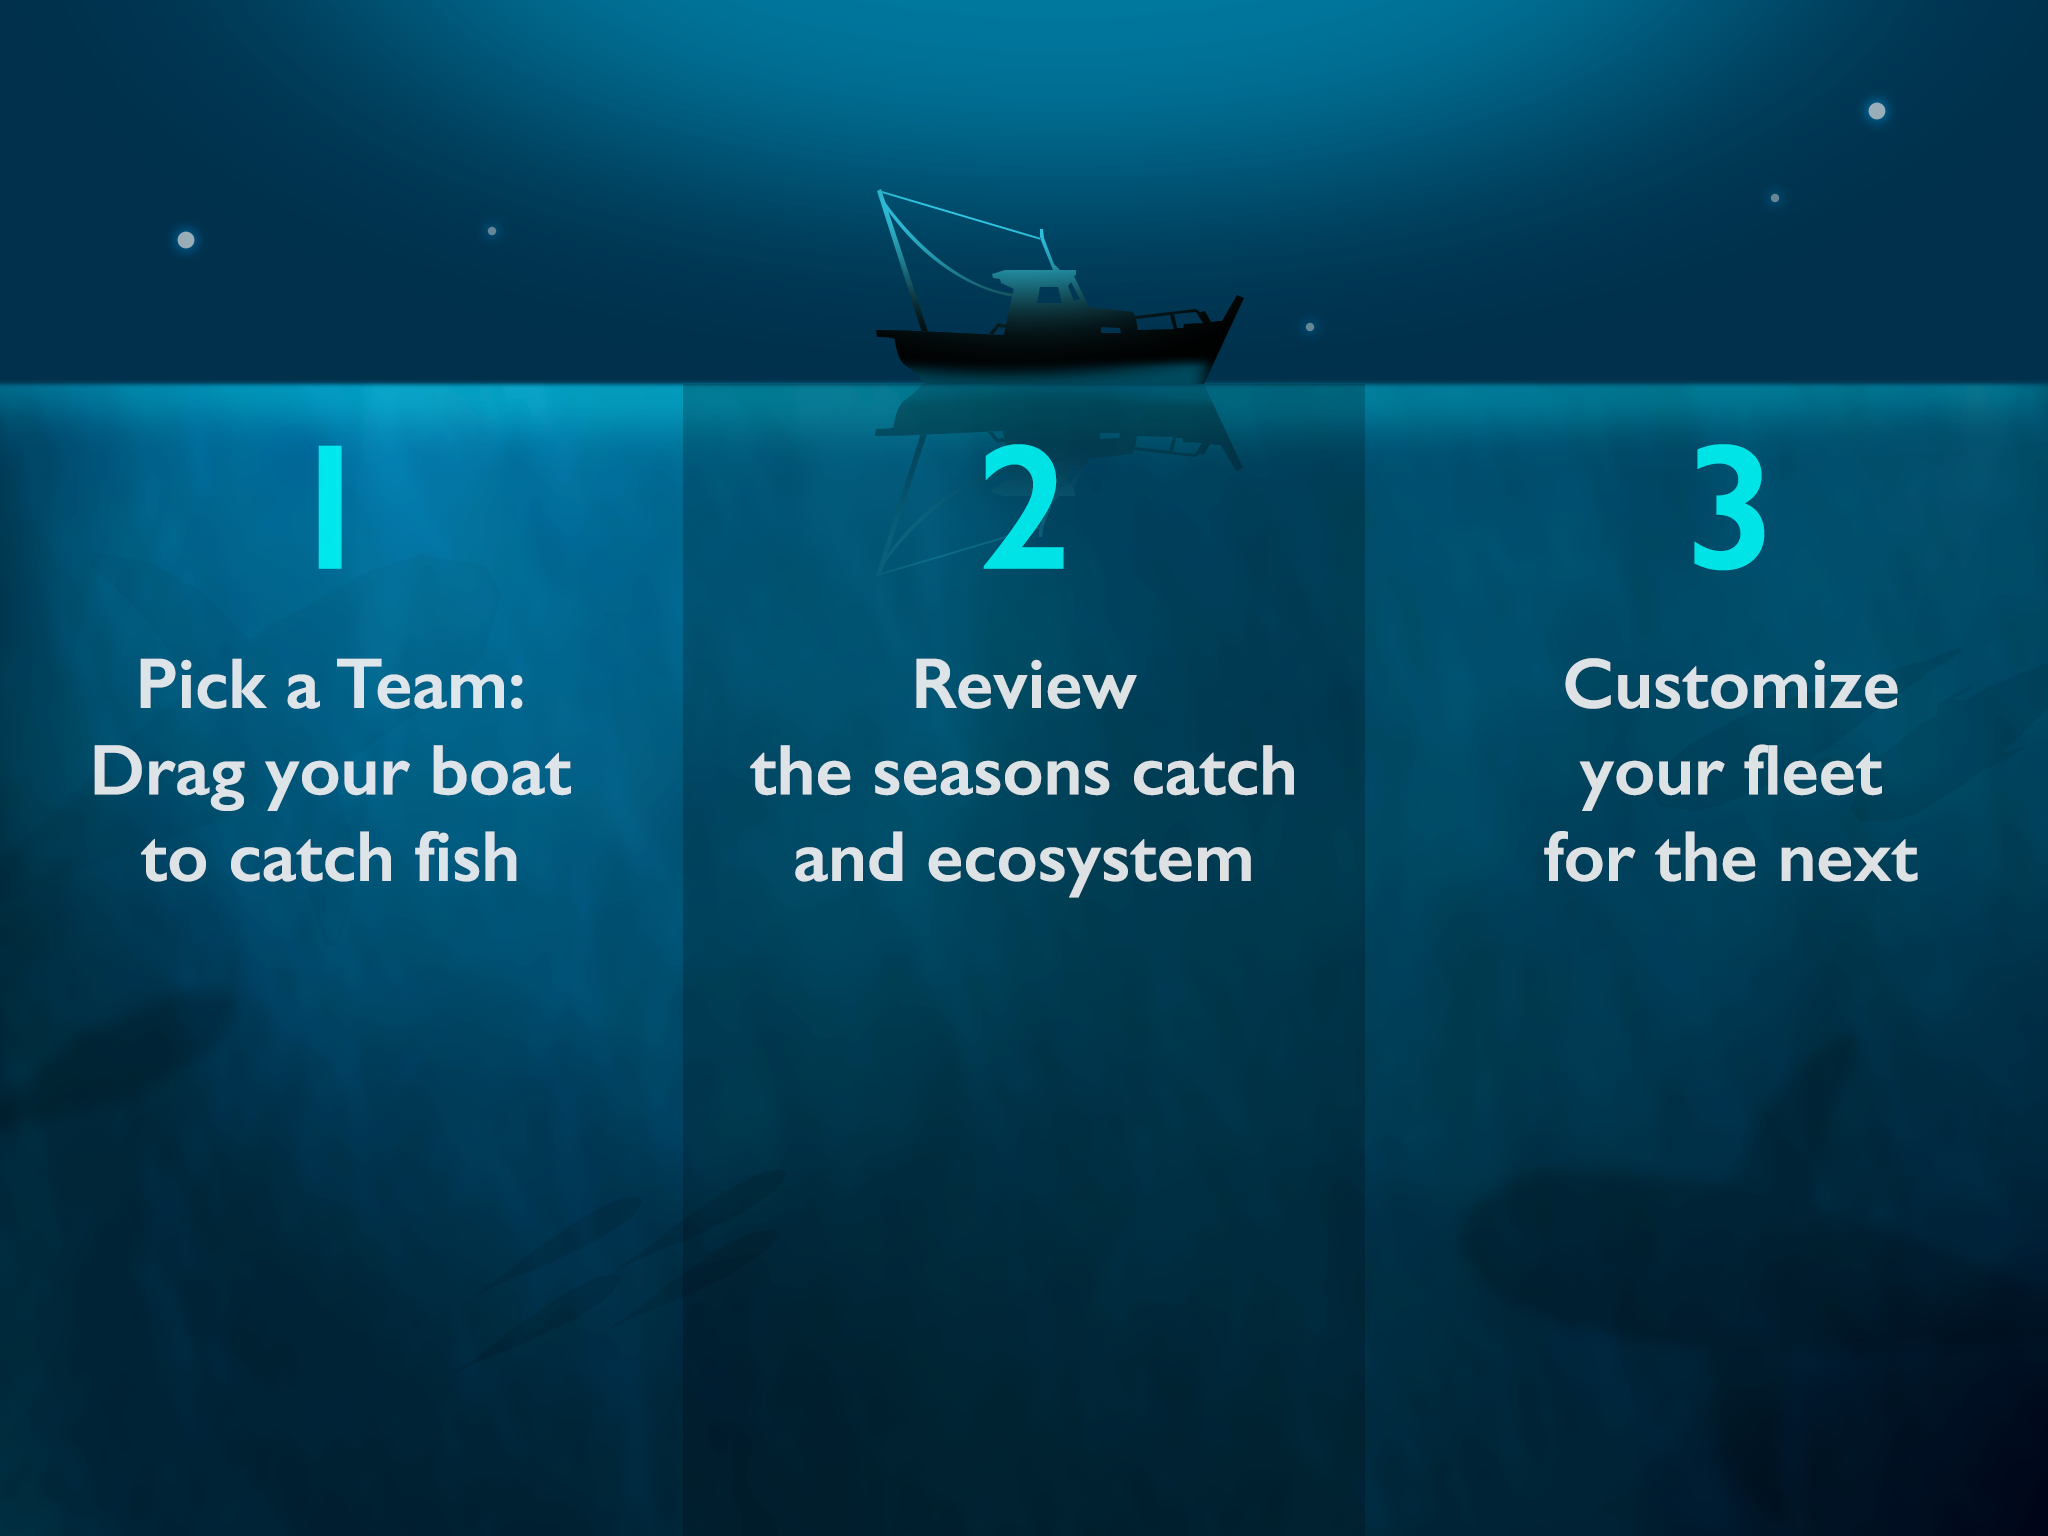 1
Pick a Team:
Drag your boat
to catch fish
2
Review
the seasons catch
and ecosystem
3
Customize
your fleet
for the next